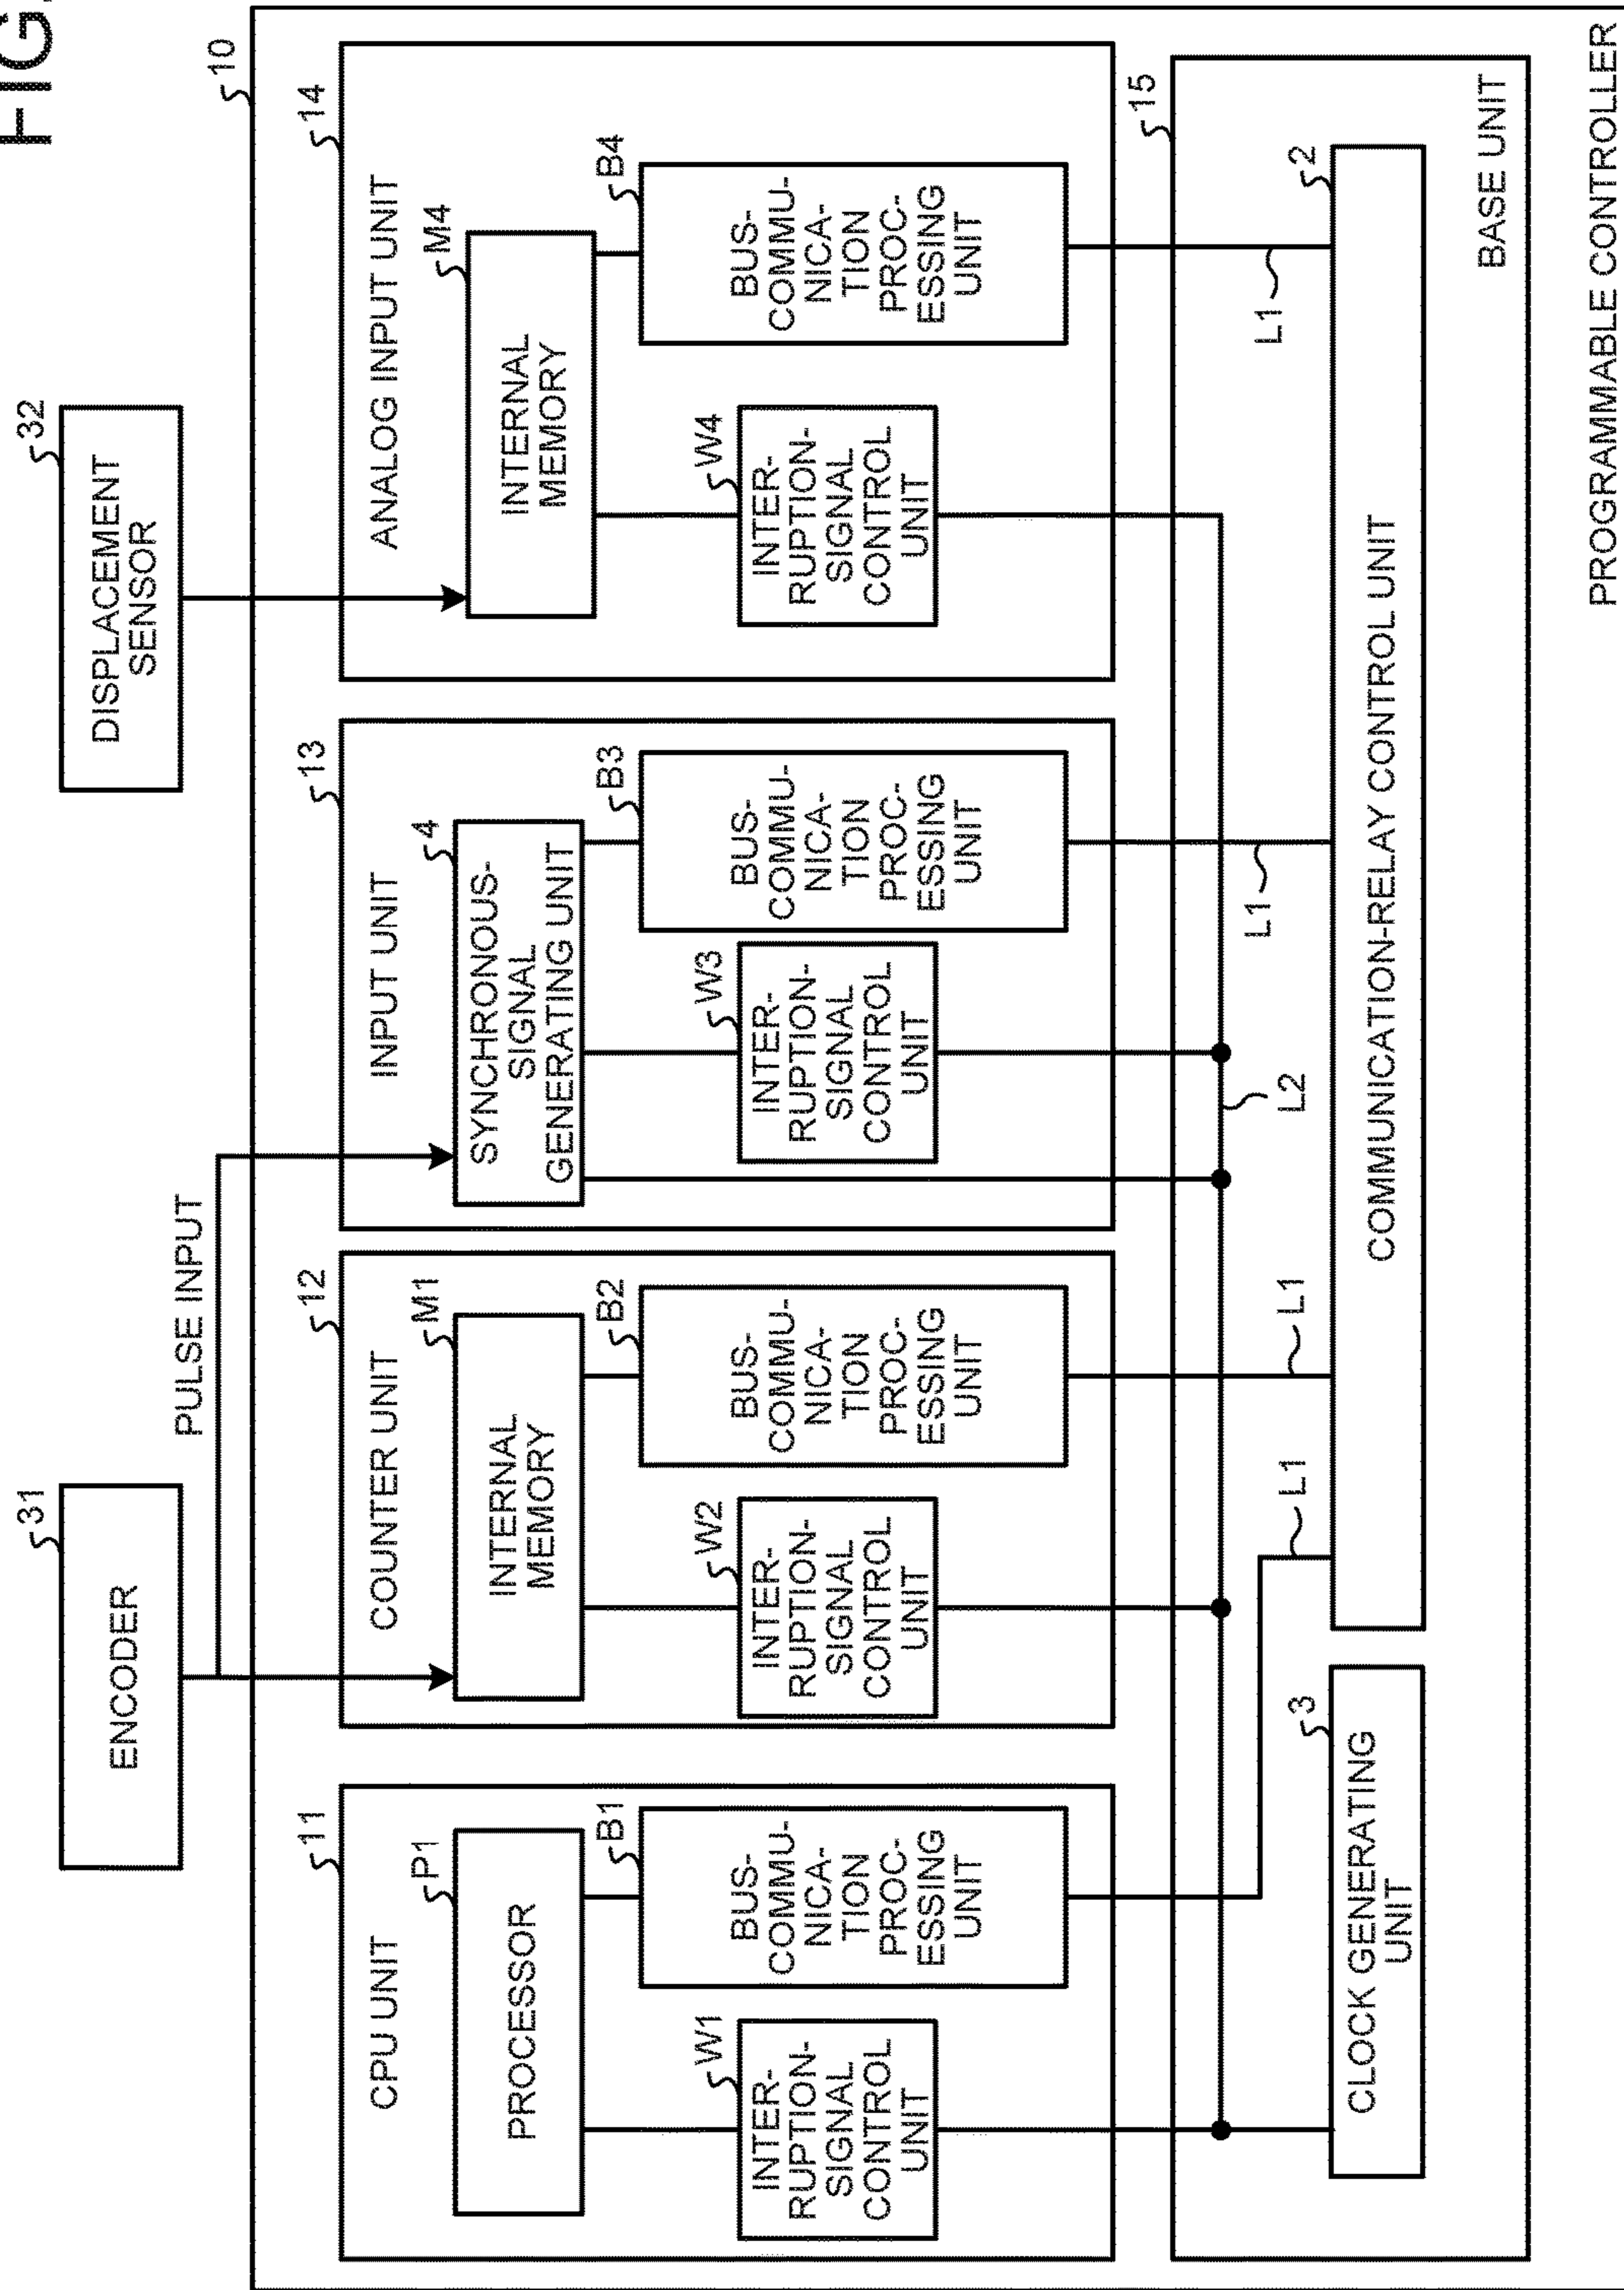 FIG.
31
ENCODER
32
DISPLACEMENT
SENSOR
PULSE INPUT
10
11
CPU UNIT
P1
PROCESSOR
W1
INTER-
RUPTION-
SIGNAL
CONTROL
UNIT
B1
BUS-
COMMU-
NICA-
TION
PROC-
ESSING
UNIT
12
COUNTER UNIT
M1
INTERNAL
MEMORY
W2
INTER-
RUPTION-
SIGNAL
CONTROL
UNIT
B2
BUS-
COMMU-
NICA-
TION
PROC-
ESSING
UNIT
13
INPUT UNIT
4
SYNCHRONOUS-
SIGNAL
GENERATING UNIT
W3
INTER-
RUPTION-
SIGNAL
CONTROL
UNIT
B3
BUS-
COMMU-
NICA-
TION
PROC-
ESSING
UNIT
14
ANALOG INPUT UNIT
M4
INTERNAL
MEMORY
W4
INTER-
RUPTION-
SIGNAL
CONTROL
UNIT
B4
BUS-
COMMU-
NICA-
TION
PROC-
ESSING
UNIT
15
L1
L1
L2
L1
L1
3
CLOCK GENERATING
UNIT
2
COMMUNICATION-RELAY CONTROL UNIT
BASE UNIT
PROGRAMMABLE CONTROLLER